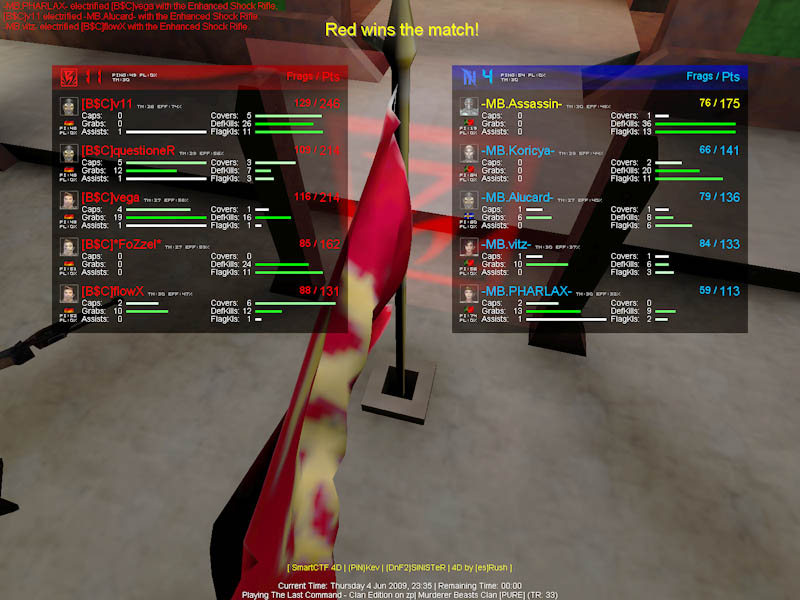 -MB.PHARLAX- electrified [B$C]vega with the Enhanced Shock Rifle.
[B$C]v11 electrified -MB.Alucard- with the Enhanced Shock Rifle.
-MB.vitz- electrified [B$C]flowX with the Enhanced Shock Rifle.
Red wins the match!
11 Frags / Pts
[B$C]v11 129 / 246
Caps: 0 Covers: 5
Grabs: 0 DefKills: 26
Assists: 1 FlagKls: 11
[B$C]questioneR
Caps: 5 Covers: 3
Grabs: 12 DefKills: 7
Assists: 1 FlagKls: 3
[B$C]vega 116 / 214
Caps: 4 Covers: 1
Grabs: 19 DefKills: 16
Assists: 1 FlagKls: 1
[B$C]*FoZzel* 85 / 162
Caps: 0 Covers: 0
Grabs: 0 DefKills: 24
Assists: 0 FlagKls: 11
[B$C]flowX 88 / 131
Caps: 2 Covers: 6
Grabs: 10 DefKills: 12
Assists: 0 FlagKls: 1
4 Frags / Pts
-MB.Assassin- 76 / 175
Caps: 0 Covers: 1
Grabs: 0 DefKills: 36
Assists: 0 FlagKls: 13
-MB.Koricya- 66 / 141
Caps: 0 Covers: 2
Grabs: 0 DefKills: 20
Assists: 0 FlagKls: 11
-MB.Alucard- 79 / 136
Caps: 1 Covers: 1
Grabs: 6 DefKills: 8
Assists: 0 FlagKls: 6
-MB.vitz- 84 / 133
Caps: 1 Covers: 1
Grabs: 10 DefKills: 6
Assists: 0 FlagKls: 3
-MB.PHARLAX- 59 / 113
Caps: 2 Covers: 0
Grabs: 13 DefKills: 9
Assists: 1 FlagKls: 2
[ SmartCTF 4D | {PiN}Kev | {DnF2}SiNiSTeR | 4D by [es]Rush ]
Current Time: Thursday 4 Jun 2009, 23:35 | Remaining Time: 00:00
Playing The Last Command - Clan Edition on zp| Murderer Beasts Clan [PURE] (TR: 33)